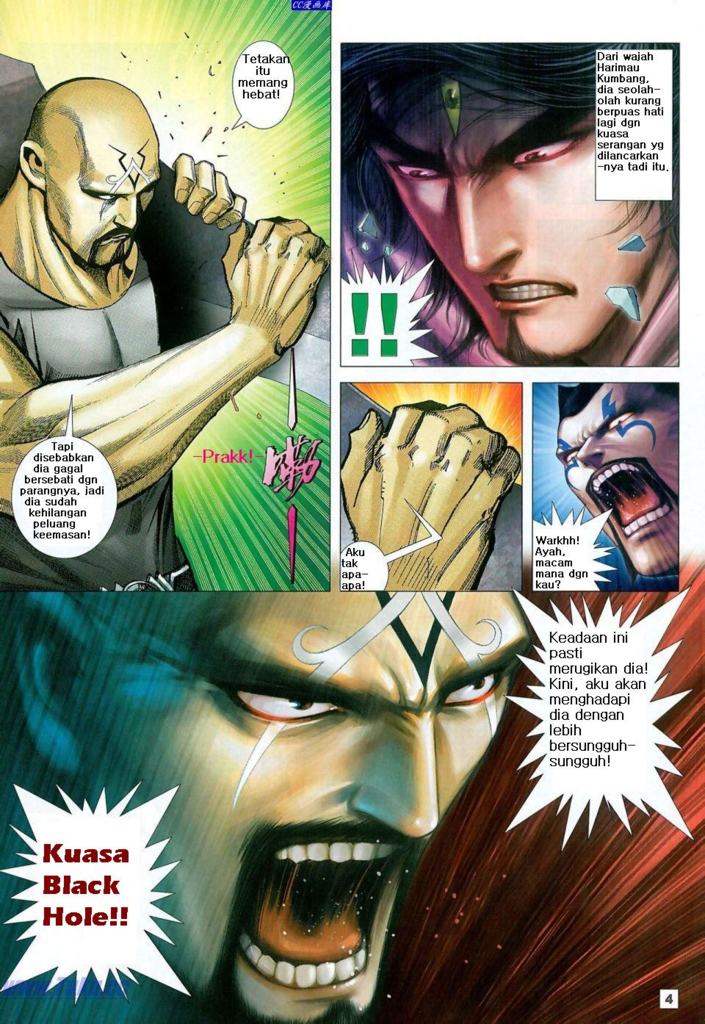 CC漫画库
Tetakan
itu
memang
hebat!
Dari wajah
Harimau
Kumbang,
dia seolah-
olah kurang
berpuas hati
lagi dgn
kuasa
serangan yg
dilancarkan
-nya tadi itu.
!!
Tapi
disebabkan
dia gagal
bersebati dgn
parangnya, jadi
dia sudah
kehilangan
peluang
keemasan!
-Prakk!-
Aku
tak
apa-
apa!
Warkhh!
Ayah,
macam
mana dgn
kau?
Keadaan ini
pasti
merugikan dia!
Kini, aku akan
menghadapi
dia dengan
lebih
bersungguh-
sungguh!
Kuasa
Black
Hole!!
4